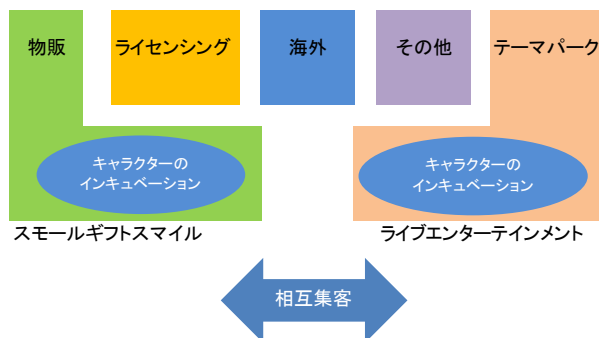 物販
ライセンシング
海外
その他
テーマパーク
キャラクターの
インキュベーション
キャラクターの
インキュベーション
スモールギフトスマイル
ライブエンターテインメント
相互集客